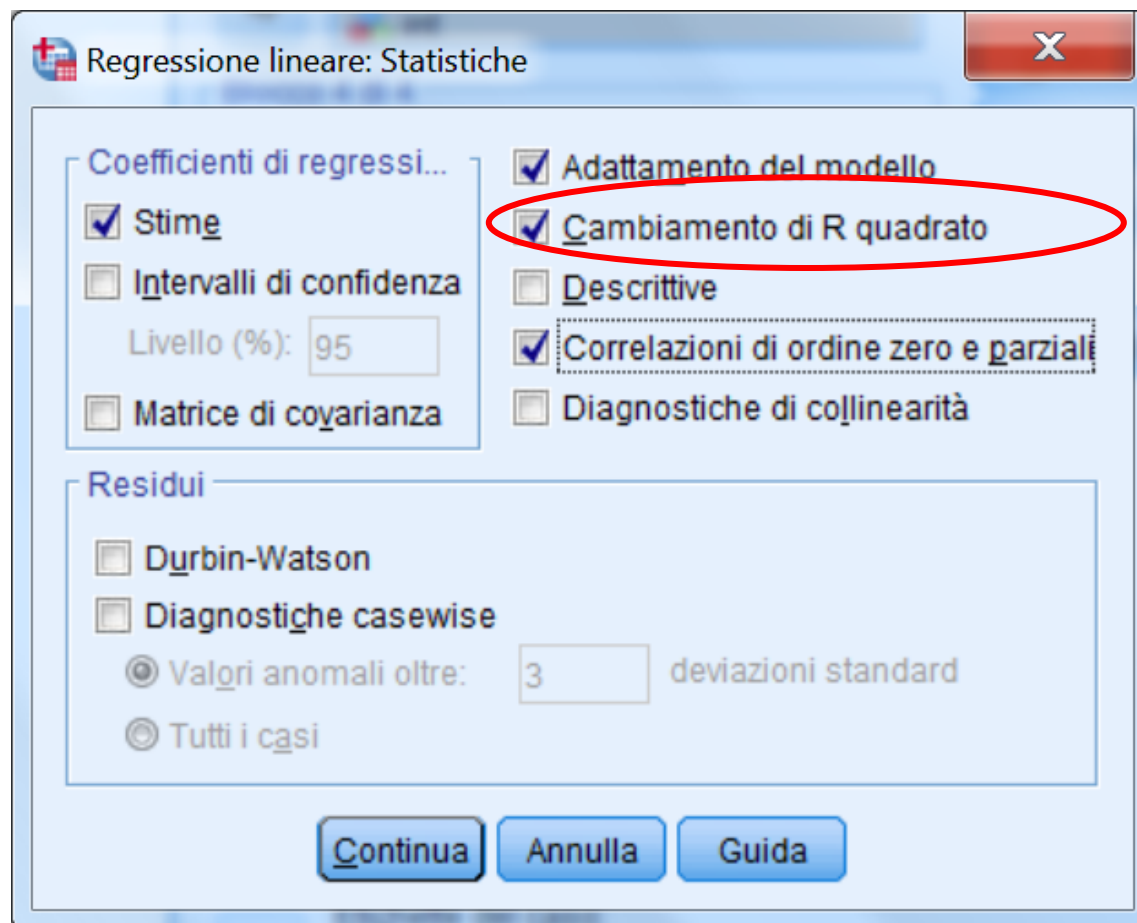 Regressione lineare: Statistiche
Coefficienti di regressi...
Stime
Intervalli di confidenza
Livello (%): 95
Matrice di covarianza
Adattamento del modello
Cambiamento di R quadrato
Descrittive
Correlazioni di ordine zero e parziali
Diagnostiche di collinearità
Residui
Durbin-Watson
Diagnostiche casewise
Valori anomali oltre: 3 deviazioni standard
Tutti i casi
Continua Annulla Guida